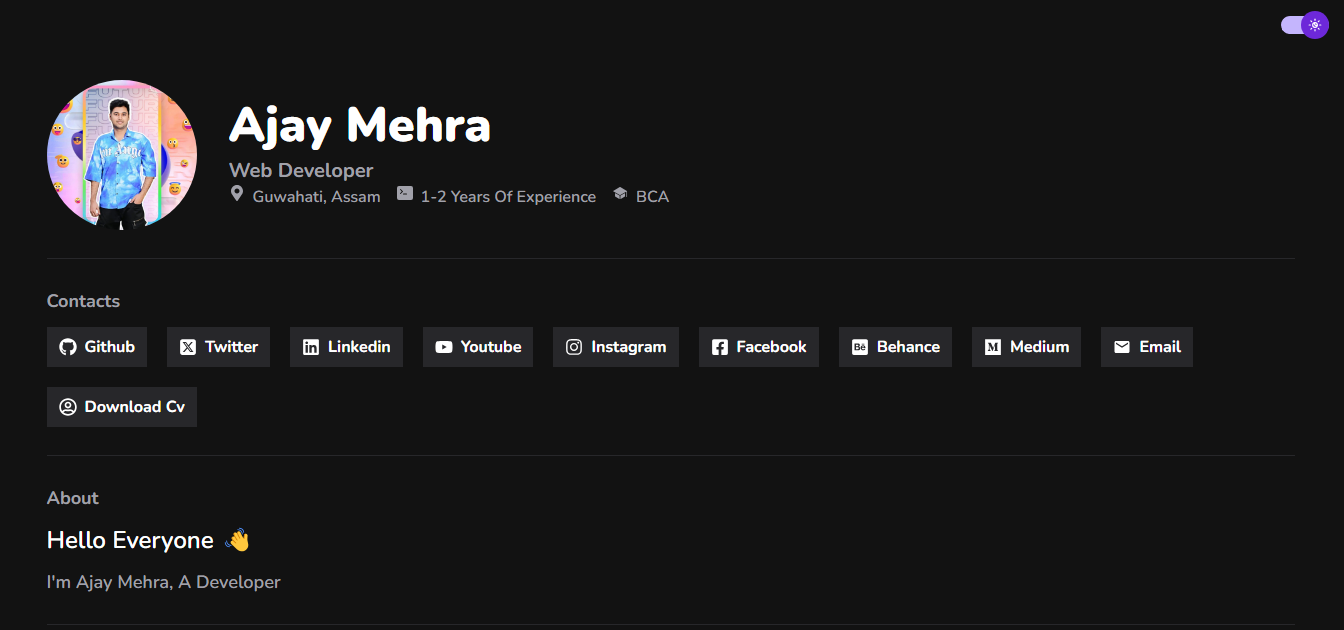 Ajay Mehra
Web Developer
Guwahati, Assam 1-2 Years Of Experience BCA
Contacts
Github Twitter Linkedin Youtube Instagram Facebook Behance Medium Email
Download Cv
About
Hello Everyone 👋
I'm Ajay Mehra, A Developer